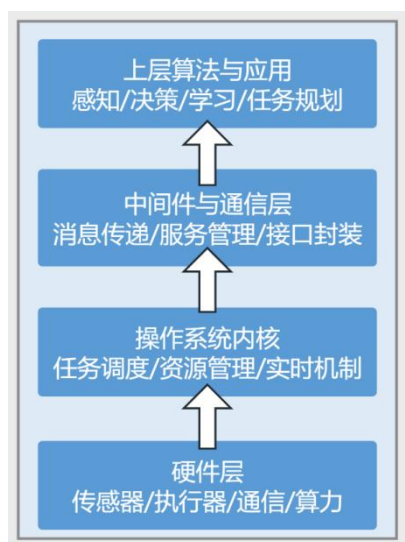 上层算法与应用
感知/决策/学习/任务规划
中间件与通信层
消息传递/服务管理/接口封装
操作系统内核
任务调度/资源管理/实时机制
硬件层
传感器/执行器/通信/算力